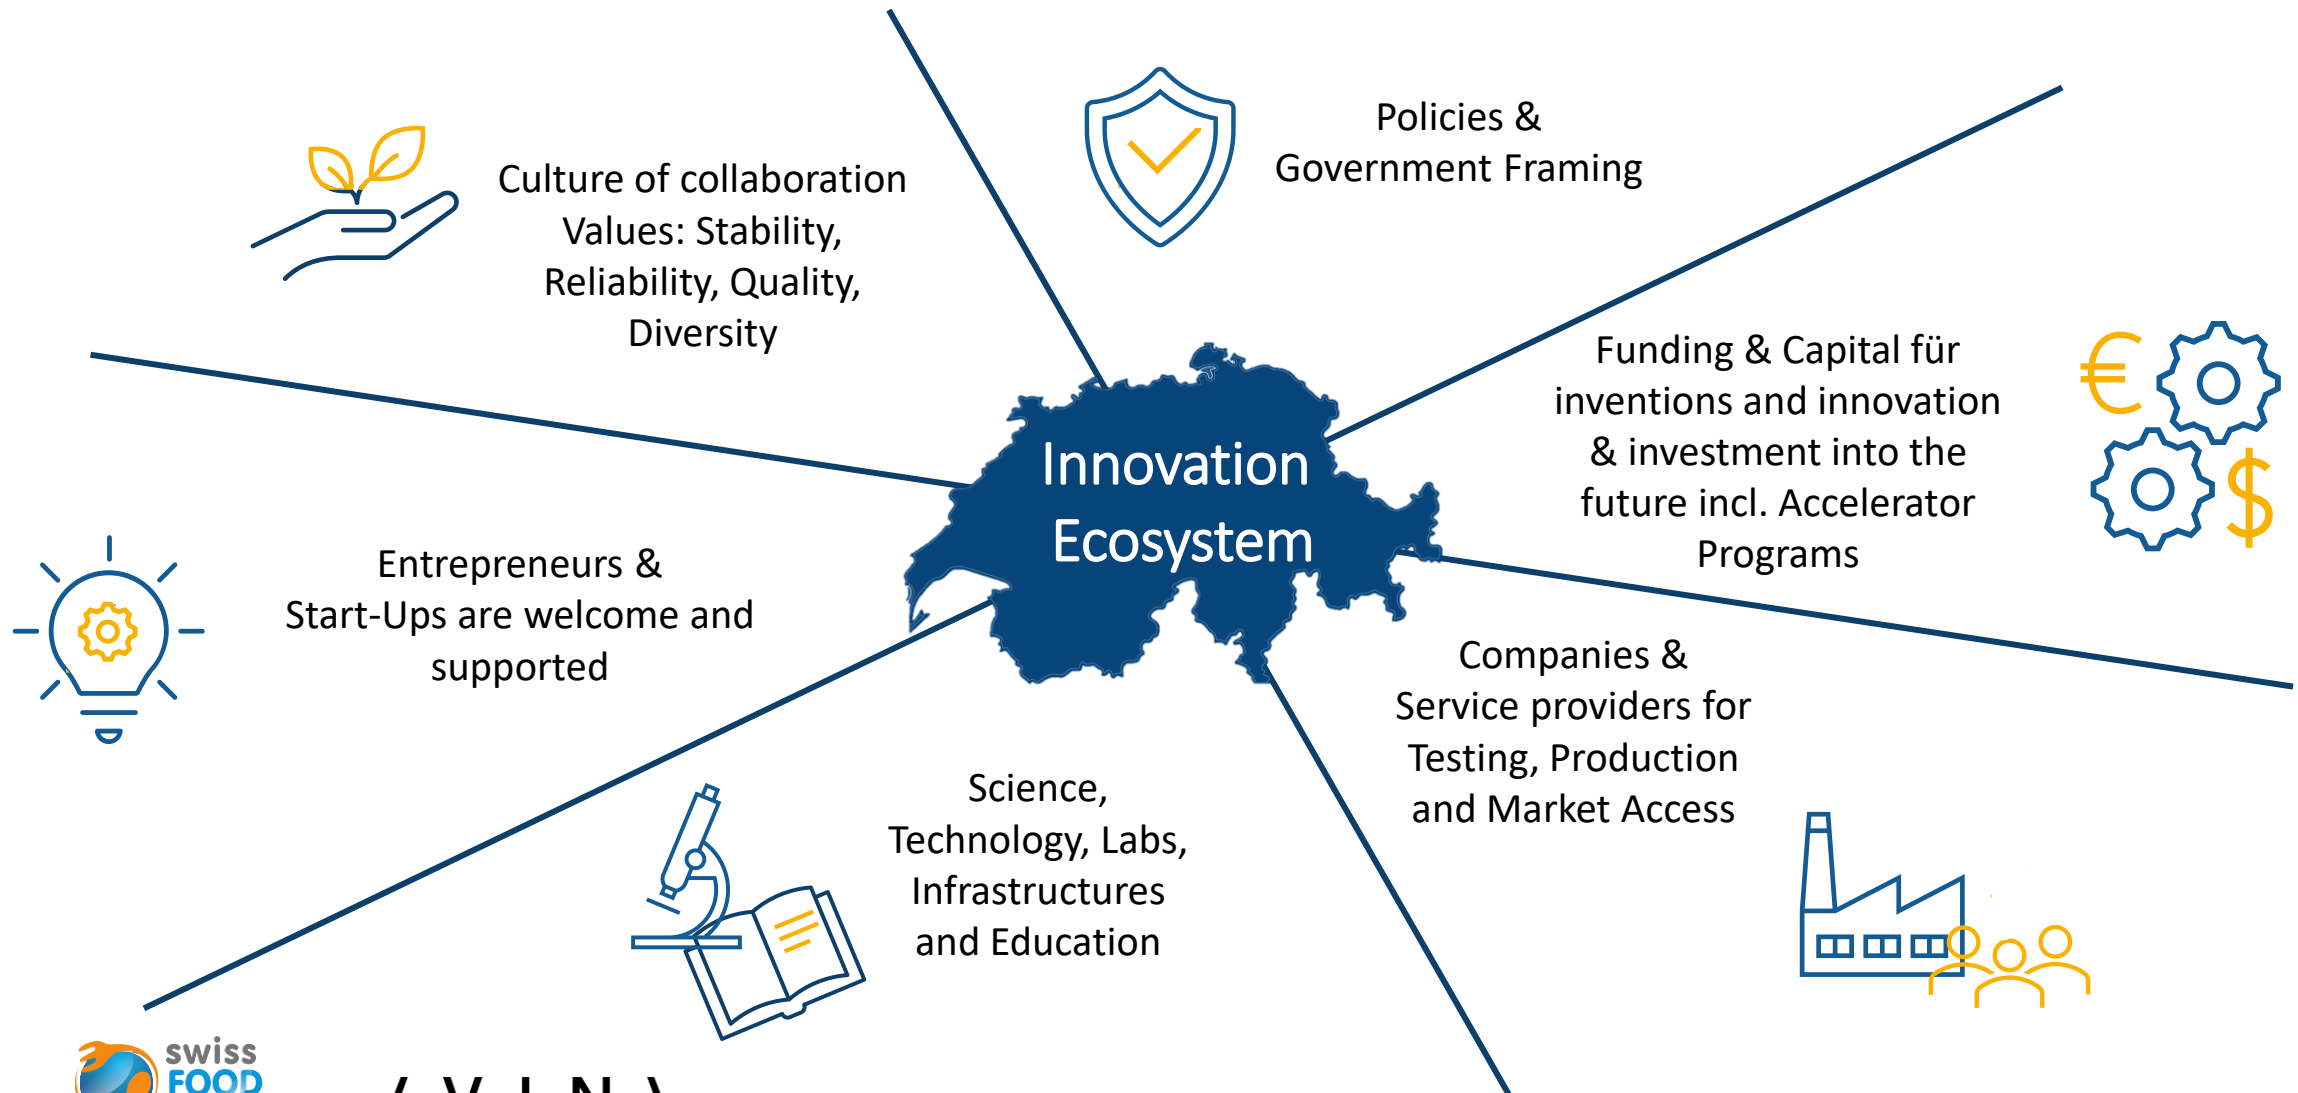 Policies &
Government Framing
Culture of collaboration
Values: Stability,
Reliability, Quality,
Diversity
Funding & Capital für
inventions and innovation
& investment into the
future incl. Accelerator
Programs
Innovation
Ecosystem
Entrepreneurs &
Start-Ups are welcome and
supported
Companies &
Service providers for
Testing, Production
and Market Access
Science,
Technology, Labs,
Infrastructures
and Education
swiss
FOOD